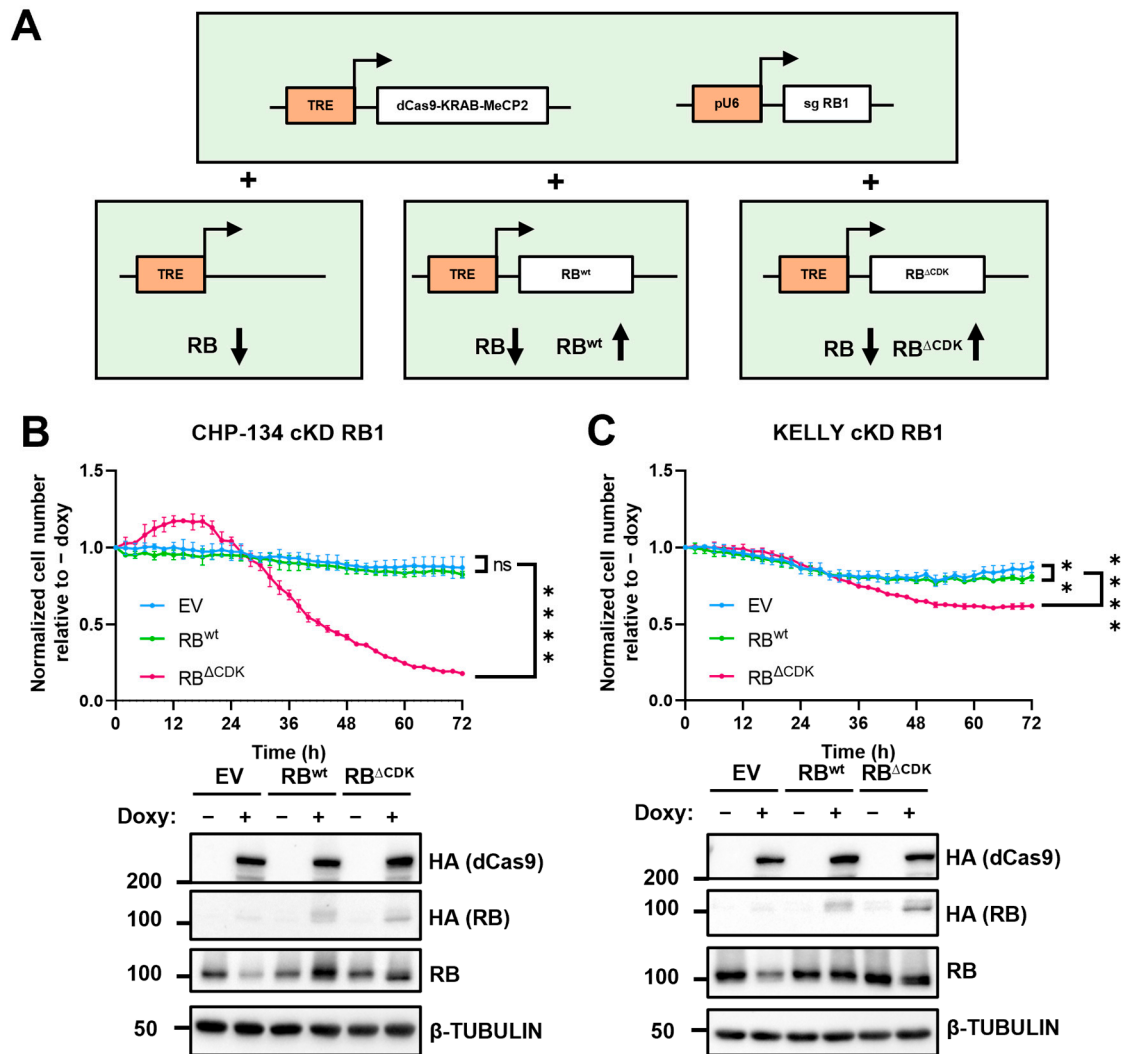 A
TRE
dCas9-KRAB-MeCP2
pU6
sg RB1
+ + +
TRE
TRE
RBwt
TRE
RBΔCDK
RB
RB RBwt
RB RBΔCDK
B
CHP-134 cKD RB1
Normalized cell number
relative to – doxy
1.5
1.0
0.5
0.0
EV
RBwt
RBΔCDK
ns
****
0 12 24 36 48 60 72
Time (h)
EV RBwt RBΔCDK
Doxy: – + – + – +
HA (dCas9)
200
100
HA (RB)
100
RB
50
β-TUBULIN
C
KELLY cKD RB1
Normalized cell number
relative to – doxy
1.5
1.0
0.5
0.0
EV
RBwt
RBΔCDK
**
****
0 12 24 36 48 60 72
Time (h)
EV RBwt RBΔCDK
Doxy: – + – + – +
HA (dCas9)
200
100
HA (RB)
100
RB
50
β-TUBULIN